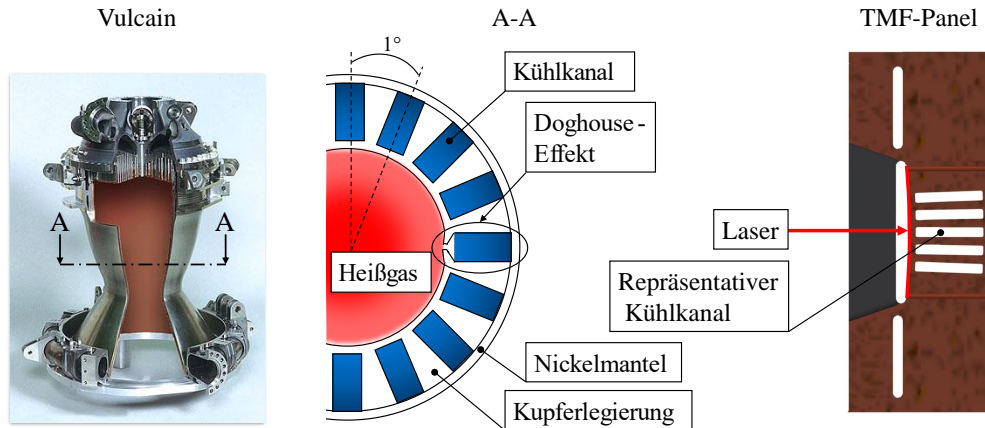 Vulcain
A-A
TMF-Panel
1°
Kühlkanal
Doghouse-
Effekt
A
A
Laser
Heißgas
Repräsentativer
Kühlkanal
Nickelmantel
Kupferlegierung